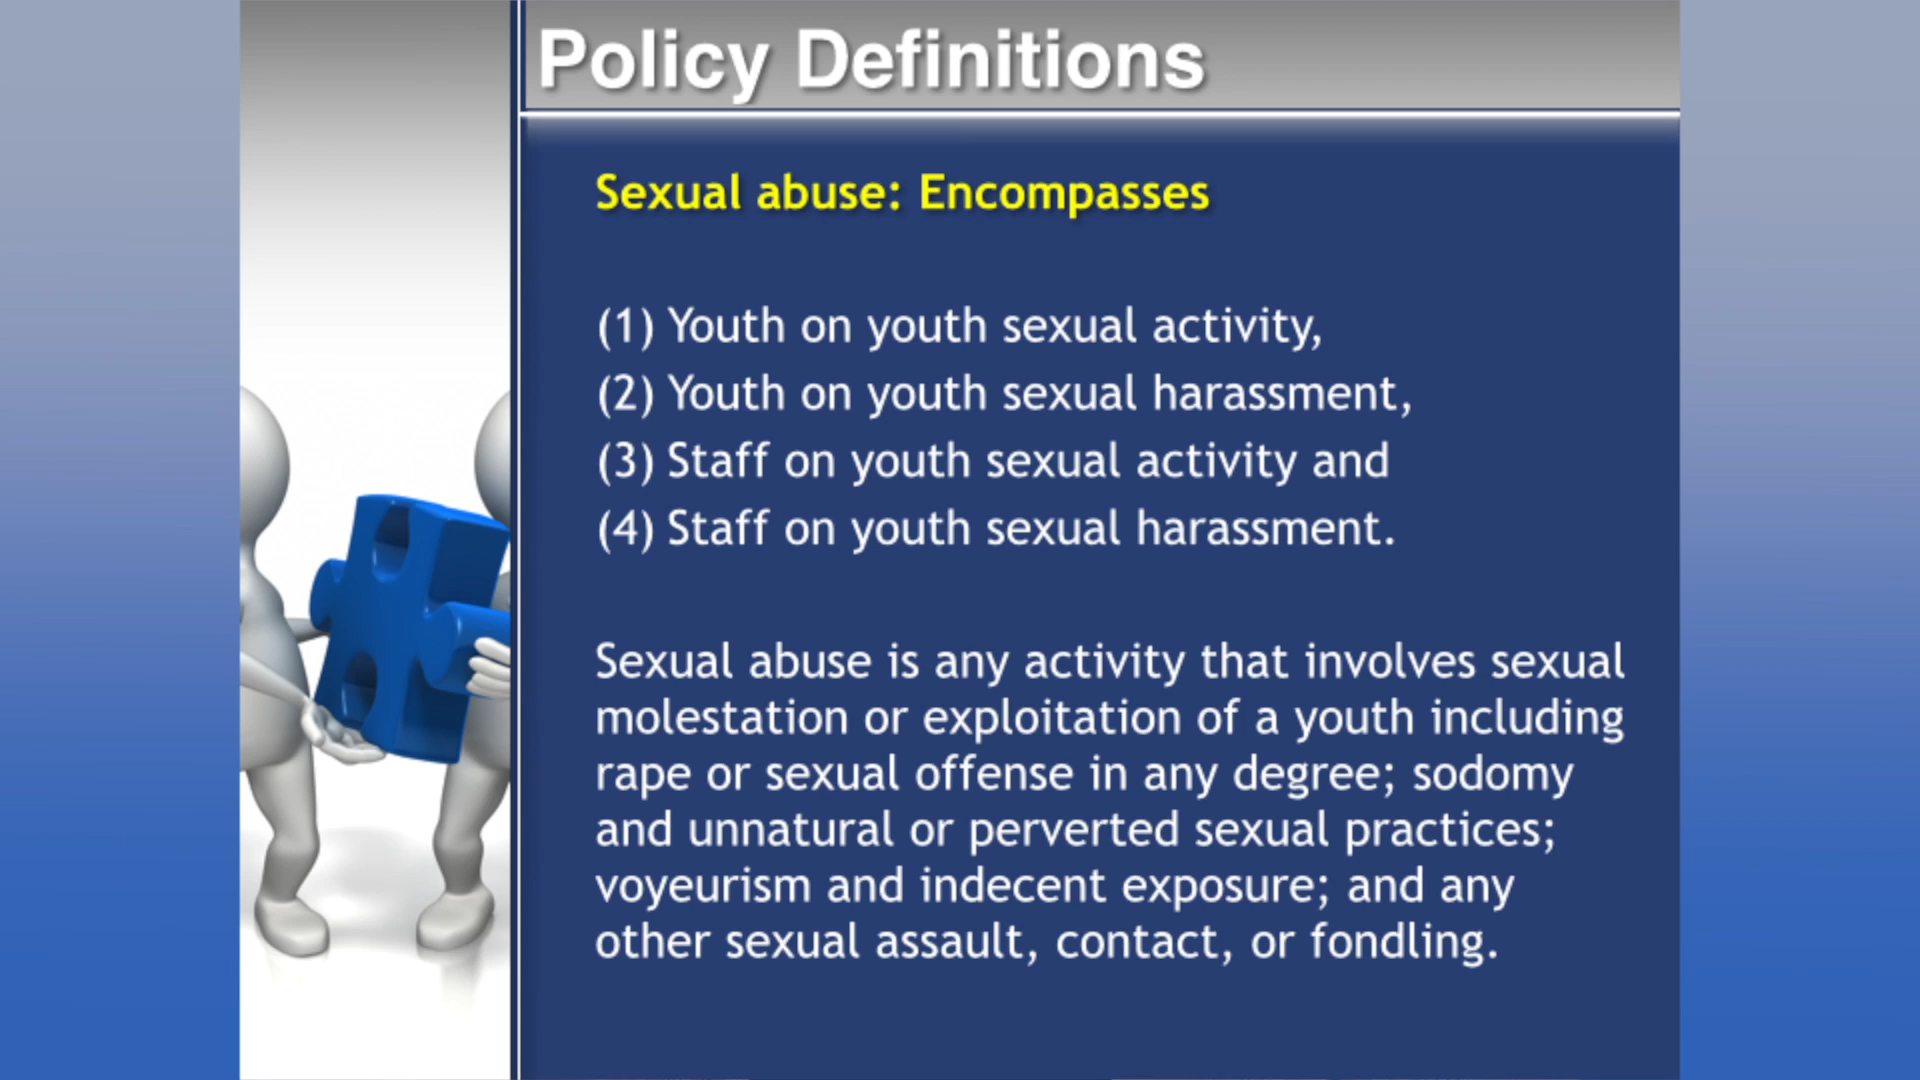 Policy Definitions
Sexual abuse: Encompasses
(1) Youth on youth sexual activity,
(2) Youth on youth sexual harassment,
(3) Staff on youth sexual activity and
(4) Staff on youth sexual harassment.
Sexual abuse is any activity that involves sexual
molestation or exploitation of a youth including
rape or sexual offense in any degree; sodomy
and unnatural or perverted sexual practices;
voyeurism and indecent exposure; and any
other sexual assault, contact, or fondling.